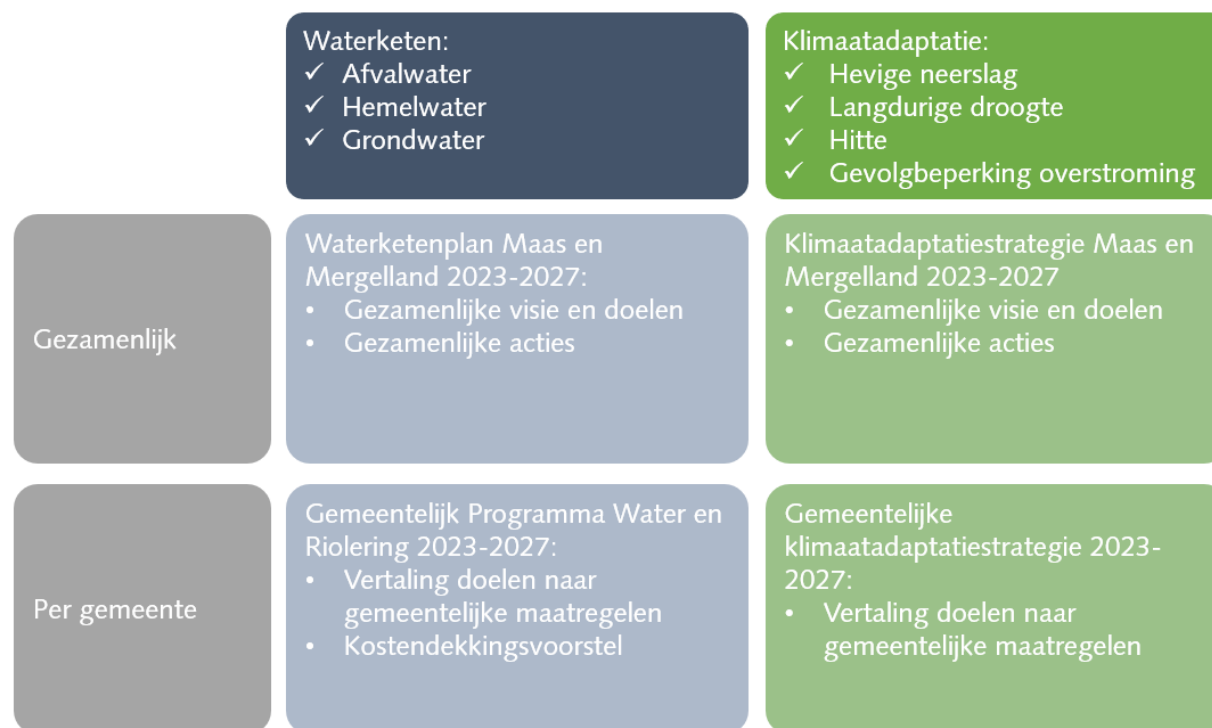 Waterketen:
✓ Afvalwater
✓ Hemelwater
✓ Grondwater
Klimaatadaptatie:
✓ Hevige neerslag
✓ Langdurige droogte
✓ Hitte
✓ Gevolgbeperking overstroming
Gezamenlijk
Waterketenplan Maas en
Mergelland 2023-2027:
• Gezamenlijke visie en doelen
• Gezamenlijke acties
Klimaatadaptatiestrategie Maas en
Mergelland 2023-2027
• Gezamenlijke visie en doelen
• Gezamenlijke acties
Per gemeente
Gemeentelijk Programma Water en
Riolering 2023-2027:
• Vertaling doelen naar
gemeentelijke maatregelen
• Kostendekkingsvoorstel
Gemeentelijke
klimaatadaptatiestrategie 2023-
2027:
• Vertaling doelen naar
gemeentelijke maatregelen